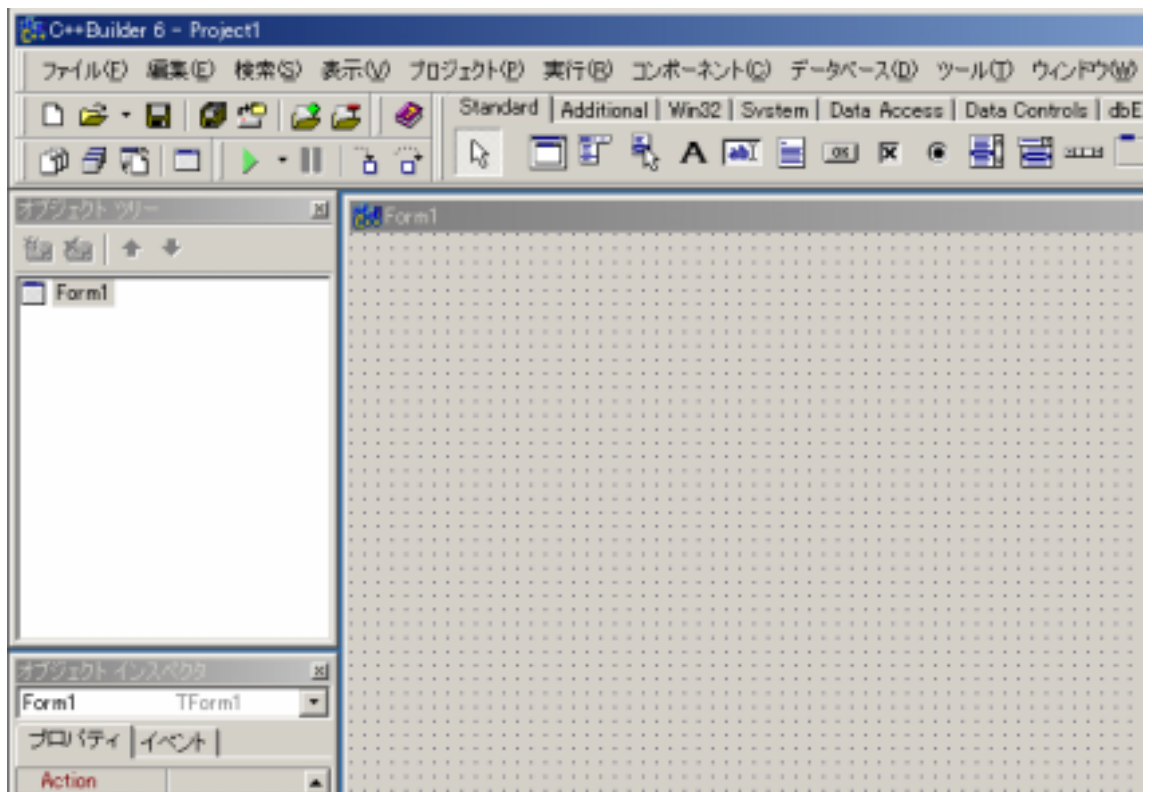 C++Builder 6 - Project1
ファイル(F) 編集(E) 検索(S) 表示(V) プロジェクト(P) 実行(R) コンポーネント(C) データベース(D) ツール(T) ウィンドウ(W)
Standard Additional Win32 System Data Access Data Controls dbE
A abI OK
オブジェクト ツリー
Form1
Form1
オブジェクト インスペクタ
Form1 TForm1
プロパティ イベント
Action